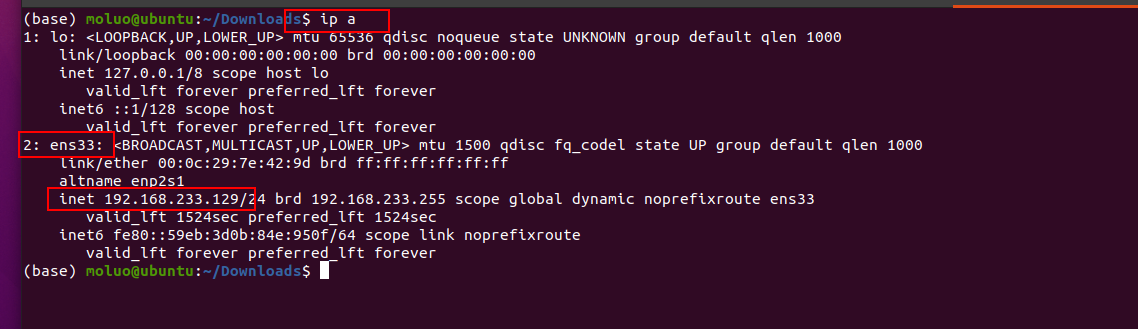 (base) moluo@ubuntu:~/Downloads$ ip a
1: lo: <LOOPBACK,UP,LOWER_UP> mtu 65536 qdisc noqueue state UNKNOWN group default qlen 1000
    link/loopback 00:00:00:00:00:00 brd 00:00:00:00:00:00
    inet 127.0.0.1/8 scope host lo
       valid_lft forever preferred_lft forever
    inet6 ::1/128 scope host
       valid_lft forever preferred_lft forever
2: ens33: <BROADCAST,MULTICAST,UP,LOWER_UP> mtu 1500 qdisc fq_codel state UP group default qlen 1000
    link/ether 00:0c:29:7e:42:9d brd ff:ff:ff:ff:ff:ff
    altname enp2s1
    inet 192.168.233.129/24 brd 192.168.233.255 scope global dynamic noprefixroute ens33
       valid_lft 1524sec preferred_lft 1524sec
    inet6 fe80::59eb:3d0b:84e:950f/64 scope link noprefixroute
       valid_lft forever preferred_lft forever
(base) moluo@ubuntu:~/Downloads$